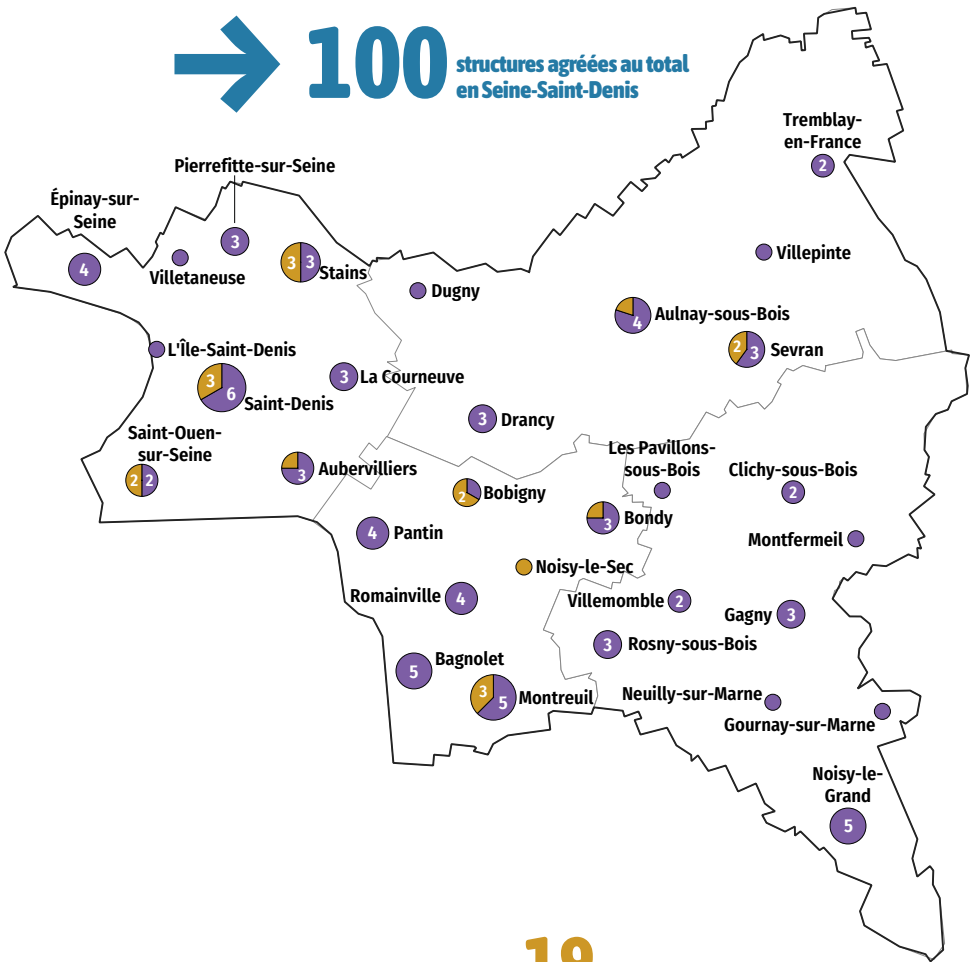 100
structures agréées au total
en Seine-Saint-Denis
Tremblay-
en-France
2
Pierrefitte-sur-Seine
3
Épinay-sur-
Seine
4
Villetaneuse
3 3
Stains
Villepinte
Dugny
4
Aulnay-sous-Bois
2 3
Sevran
L'Île-Saint-Denis
3 6
Saint-Denis
3
La Courneuve
3
Drancy
Saint-Ouen-
sur-Seine
2 2
3
Aubervilliers
2
Bobigny
Les Pavillons-
sous-Bois
Clichy-sous-Bois
2
4
Pantin
3
Bondy
Montfermeil
Noisy-le-Sec
Romainville
4
Villemomble
2
Gagny
3
3
Rosny-sous-Bois
Bagnolet
5
3 5
Montreuil
Neuilly-sur-Marne
Gournay-sur-Marne
Noisy-le-
Grand
5
19